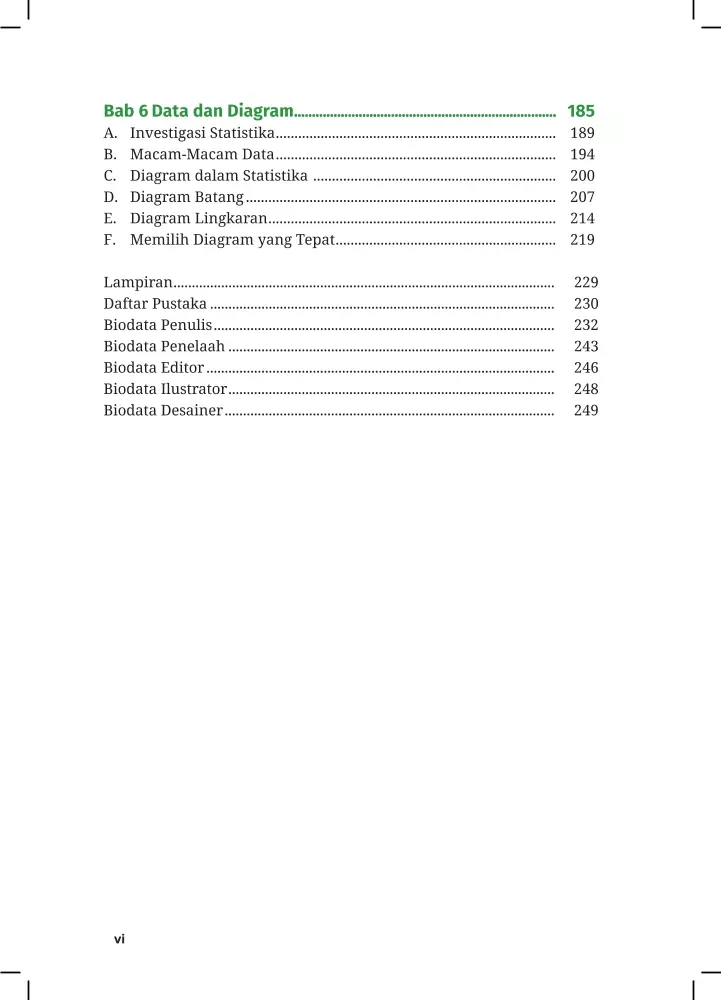 Bab 6 Data dan Diagram......................................................................... 185
A. Investigasi Statistika........................................................................... 189
B. Macam-Macam Data........................................................................... 194
C. Diagram dalam Statistika ................................................................. 200
D. Diagram Batang................................................................................... 207
E. Diagram Lingkaran............................................................................. 214
F. Memilih Diagram yang Tepat........................................................... 219
Lampiran...................................................................................................... 229
Daftar Pustaka ............................................................................................ 230
Biodata Penulis........................................................................................... 232
Biodata Penelaah ....................................................................................... 243
Biodata Editor............................................................................................. 246
Biodata Ilustrator....................................................................................... 248
Biodata Desainer........................................................................................ 249
vi